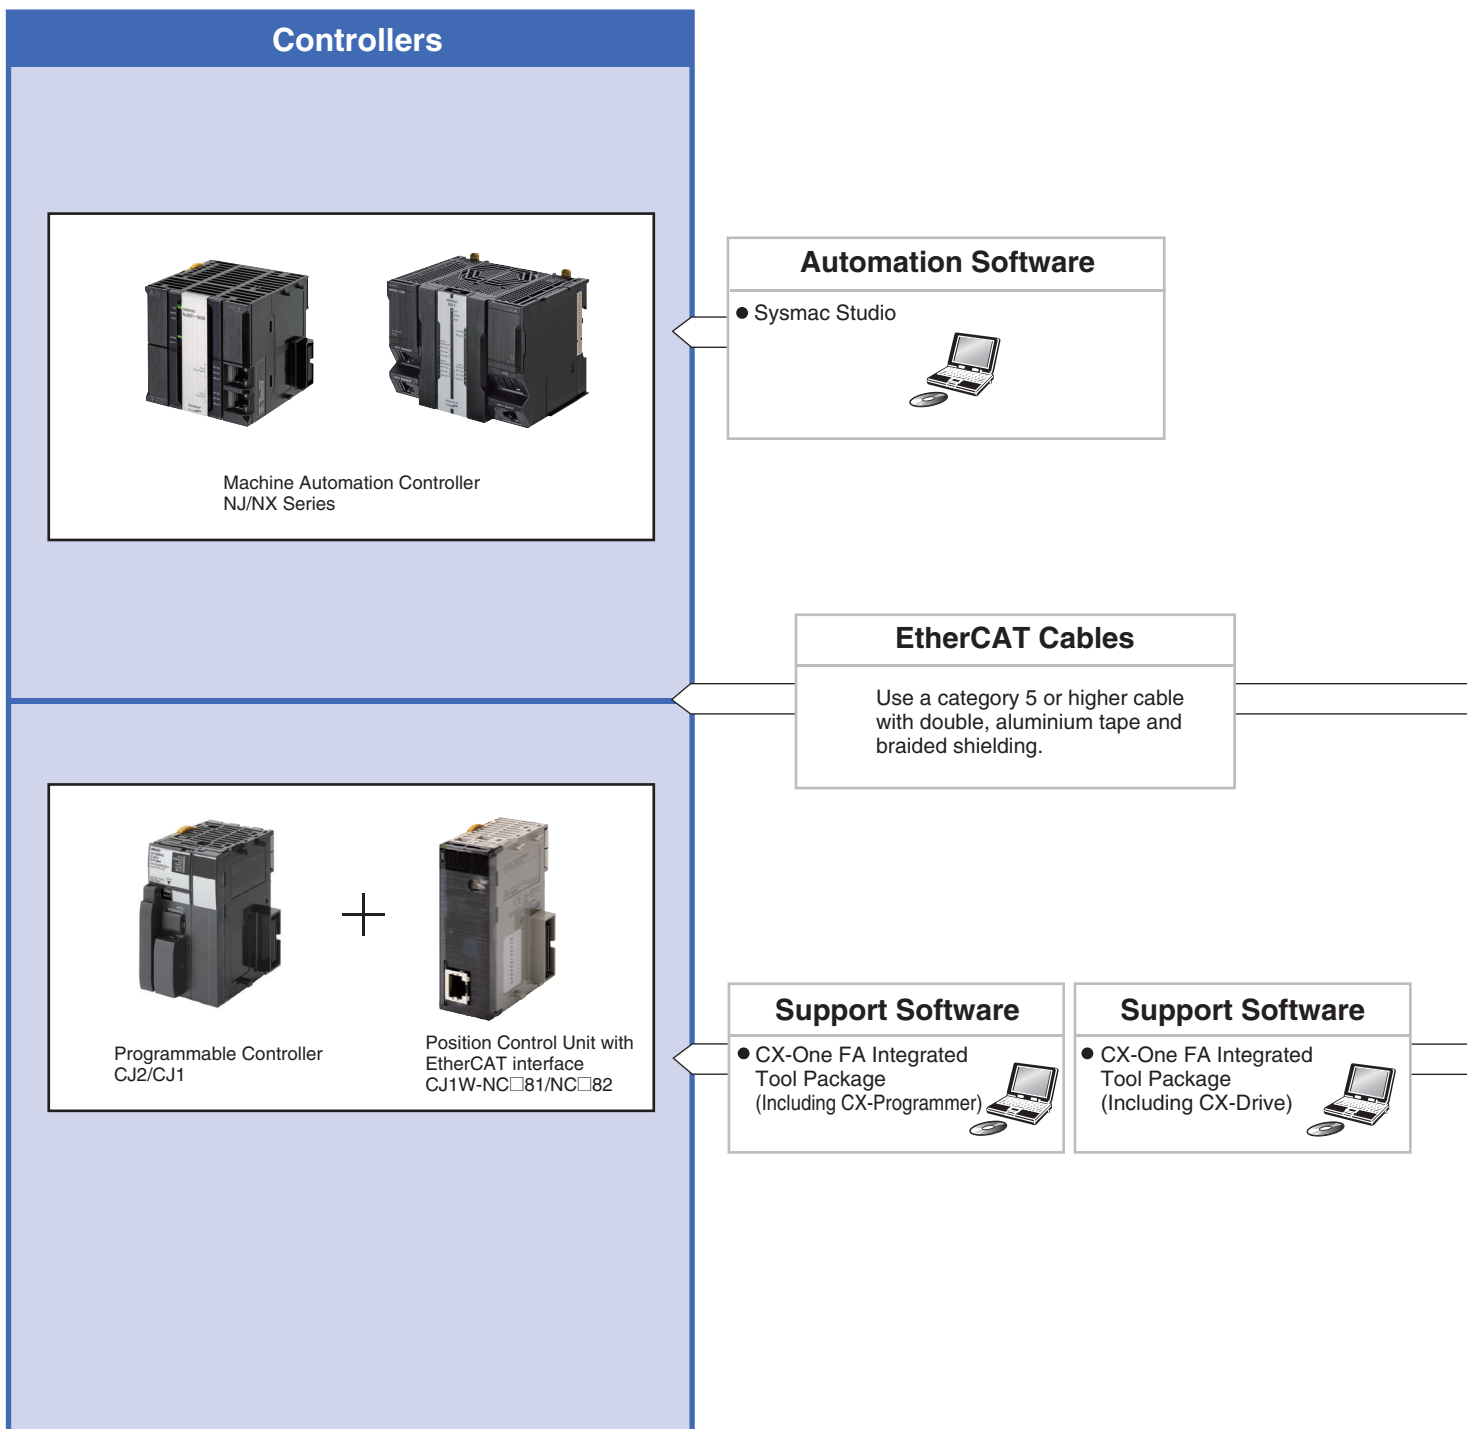 Controllers
Machine Automation Controller
NJ/NX Series
Automation Software
● Sysmac Studio
EtherCAT Cables
Use a category 5 or higher cable
with double, aluminium tape and
braided shielding.
Programmable Controller
CJ2/CJ1
Position Control Unit with
EtherCAT interface
CJ1W-NC□81/NC□82
Support Software
● CX-One FA Integrated
Tool Package
(Including CX-Programmer)
Support Software
● CX-One FA Integrated
Tool Package
(Including CX-Drive)